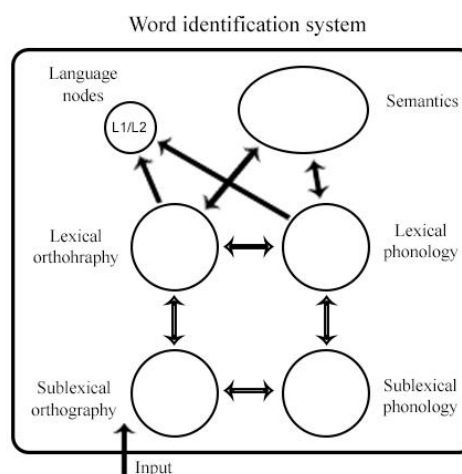 Word identification system
Language
nodes
L1/L2
Semantics
Lexical
orthohraphy
Lexical
phonology
Sublexical
orthography
Sublexical
phonology
Input